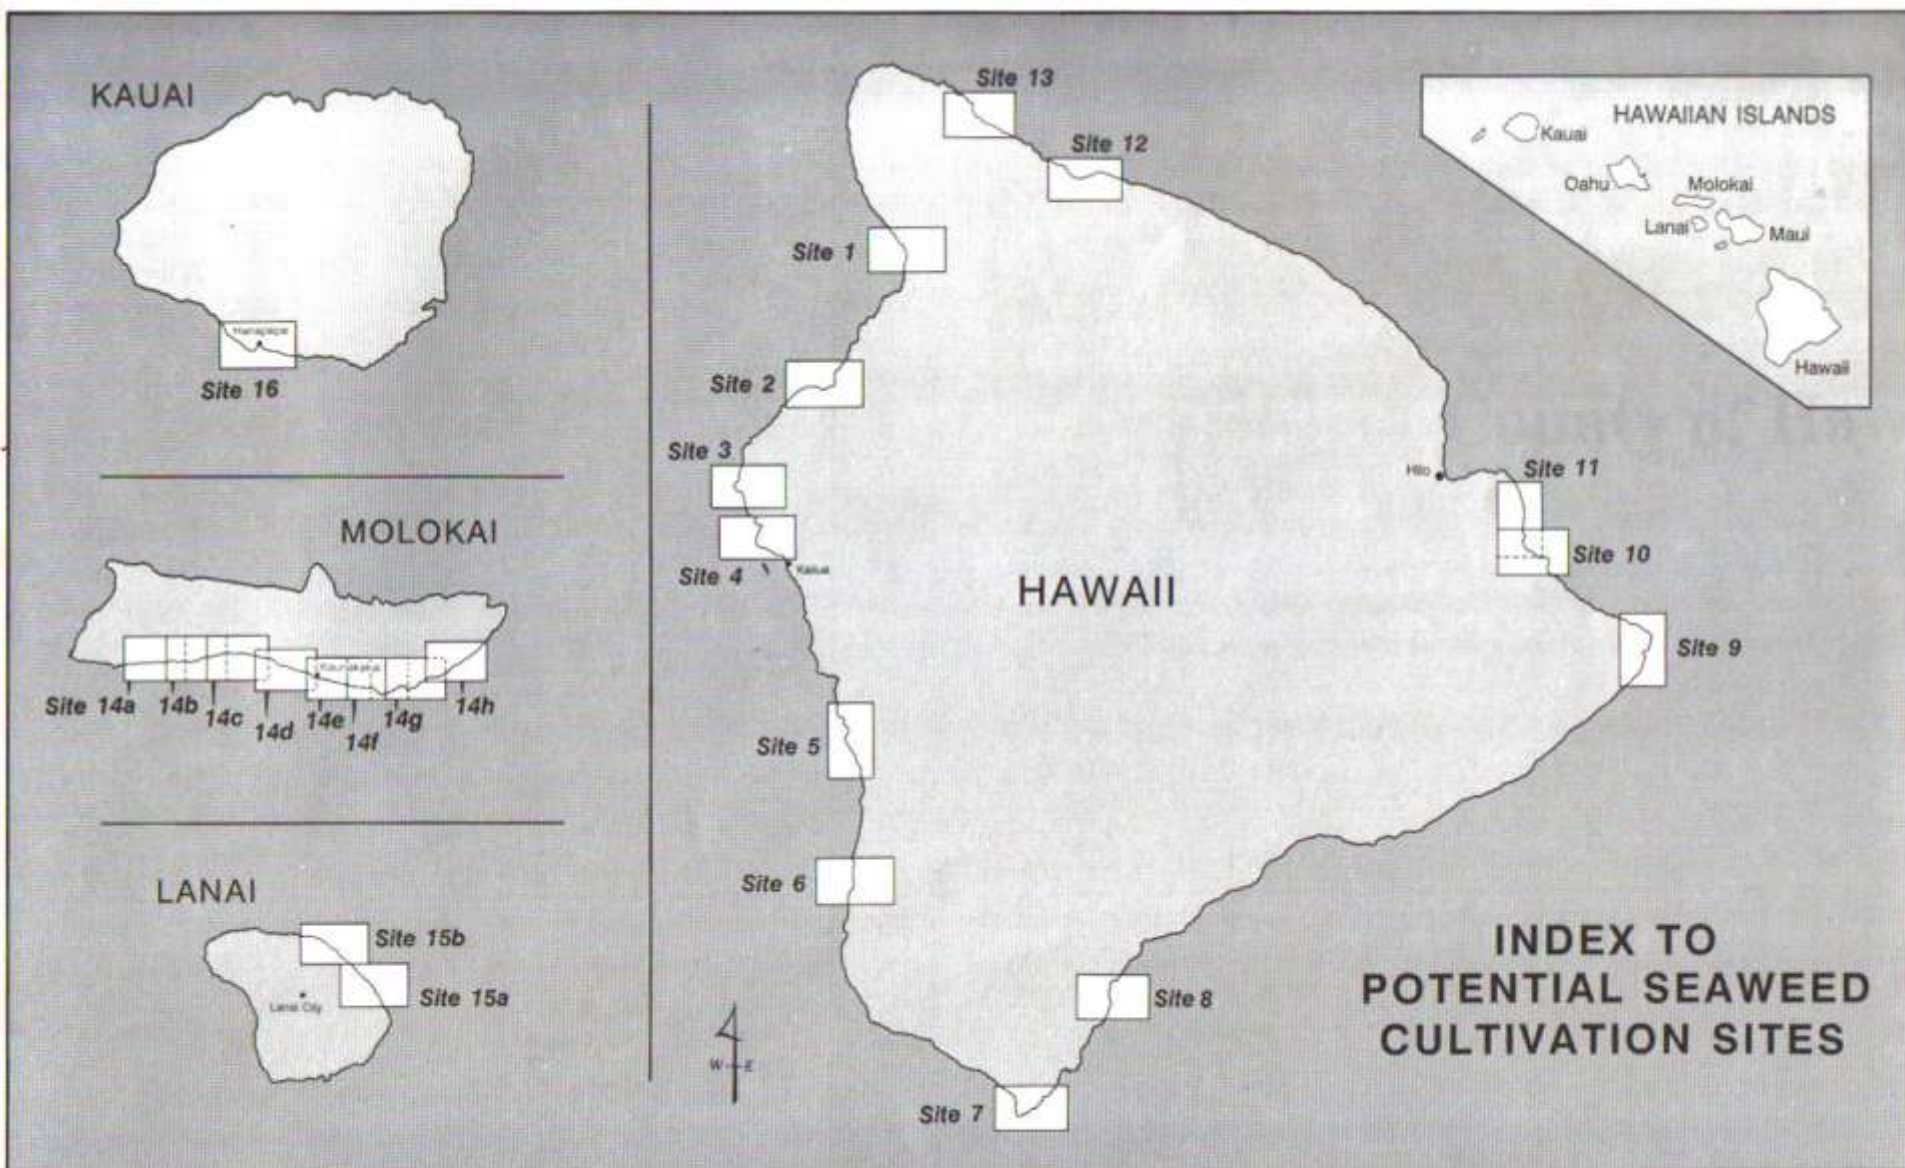 KAUAI
Hanapepe
Site 16
MOLOKAI
Kaunakakai
Site 14a
14b
14c
14d
14e
14f
14g
14h
LANAI
Site 15b
Lanai City
Site 15a
Site 13
Site 12
Site 1
Site 2
Site 3
Site 4
Kailua
HAWAII
Hilo
Site 11
Site 10
Site 9
Site 5
Site 6
Site 8
Site 7
W E
HAWAIIAN ISLANDS
Kauai
Oahu
Molokai
Lanai
Maui
Hawaii
INDEX TO
POTENTIAL SEAWEED
CULTIVATION SITES